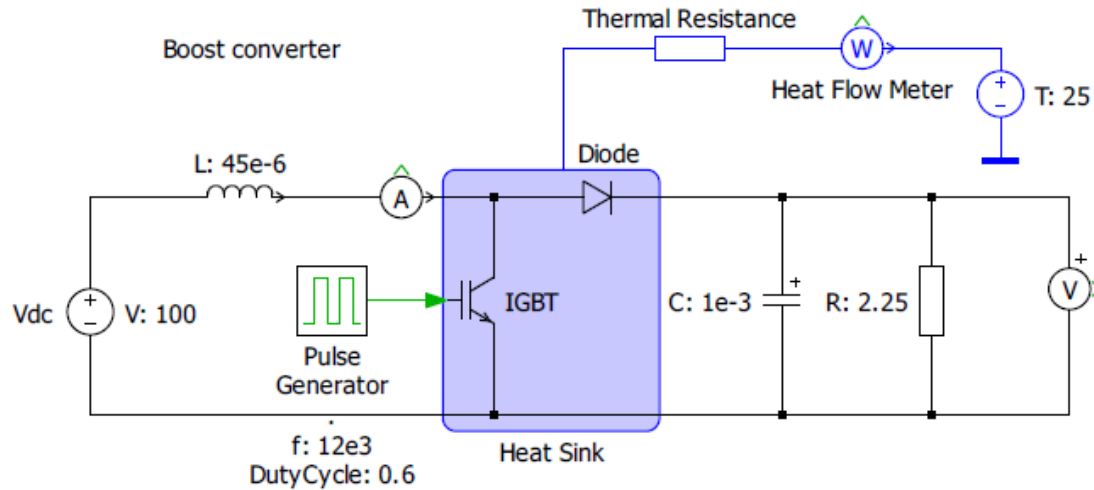 Thermal Resistance
Boost converter
W
Heat Flow Meter
+
−
T: 25
Diode
L: 45e-6
A
Vdc
+
−
V: 100
IGBT
+
C: 1e-3
R: 2.25
+
V
Pulse
Generator
f: 12e3
DutyCycle: 0.6
Heat Sink